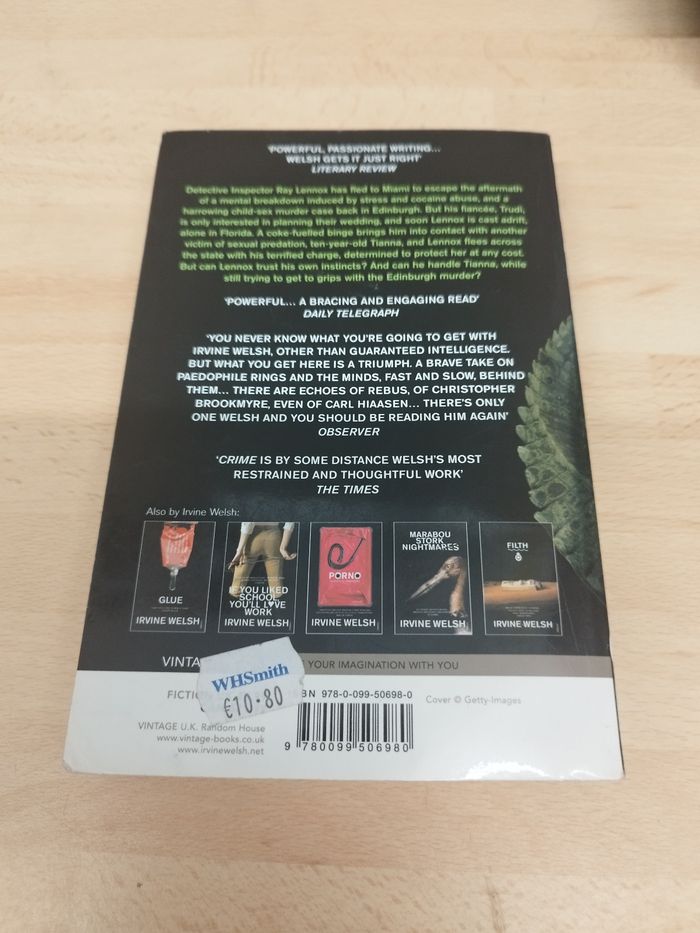 'POWERFUL, PASSIONATE WRITING...
WELSH GETS IT JUST RIGHT'
LITERARY REVIEW
Detective Inspector Ray Lennox has fled to Miami to escape the aftermath
of a mental breakdown induced by stress and cocaine abuse, and a
harrowing child-sex murder case back in Edinburgh. But his fiancée, Trudi,
is only interested in planning their wedding, and soon Lennox is cast adrift,
alone in Florida. A coke-fuelled binge brings him into contact with another
victim of sexual predation, ten-year-old Tianna, and Lennox flees across
the state with his terrified charge, determined to protect her at any cost.
But can Lennox trust his own instincts? And can he handle Tianna, while
still trying to get to grips with the Edinburgh murder?
'POWERFUL... A BRACING AND ENGAGING READ'
DAILY TELEGRAPH
'YOU NEVER KNOW WHAT YOU'RE GOING TO GET WITH
IRVINE WELSH, OTHER THAN GUARANTEED INTELLIGENCE.
BUT WHAT YOU GET HERE IS A TRIUMPH. A BRAVE TAKE ON
PAEDOPHILE RINGS AND THE MINDS, FAST AND SLOW, BEHIND
THEM... THERE ARE ECHOES OF REBUS, OF CHRISTOPHER
BROOKMYRE, EVEN OF CARL HIAASEN... THERE'S ONLY
ONE WELSH AND YOU SHOULD BE READING HIM AGAIN'
OBSERVER
'CRIME IS BY SOME DISTANCE WELSH'S MOST
RESTRAINED AND THOUGHTFUL WORK'
THE TIMES
Also by Irvine Welsh:
GLUE
IRVINE WELSH
IF YOU LIKED
SCHOOL,
YOU'LL L♥VE
WORK
IRVINE WELSH
PORNO
IRVINE WELSH
MARABOU
STORK
NIGHTMARES
IRVINE WELSH
FILTH
IRVINE WELSH
VINTA
E YOUR IMAGINATION WITH YOU
WHSmith
€10.80
FICTIO
BN 978-0-099-50698-0
Cover © Getty-Images
VINTAGE U.K. Random House
www.vintage-books.co.uk
www.irvinewelsh.net
9 780099 506980